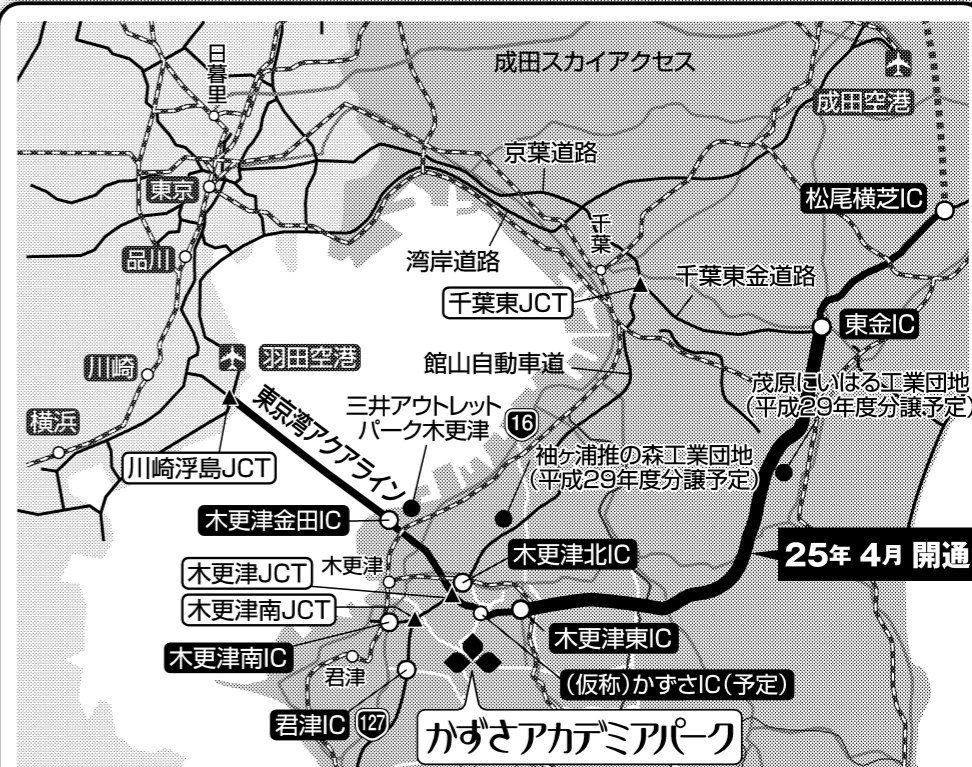 日暮里
成田スカイアクセス
成田空港
京葉道路
東京
松尾横芝IC
千葉
品川
湾岸道路
千葉東金道路
千葉東JCT
東金IC
羽田空港
館山自動車道
川崎
茂原にいはる工業団地
(平成29年度分譲予定)
東京湾アクアライン
三井アウトレット
パーク木更津
16
横浜
袖ヶ浦椎の森工業団地
(平成29年度分譲予定)
川崎浮島JCT
木更津金田IC
25年 4月 開通
木更津北IC
木更津
木更津JCT
木更津南JCT
木更津東IC
木更津南IC
君津
(仮称)かずさIC(予定)
君津IC
127
かずさアカデミアパーク